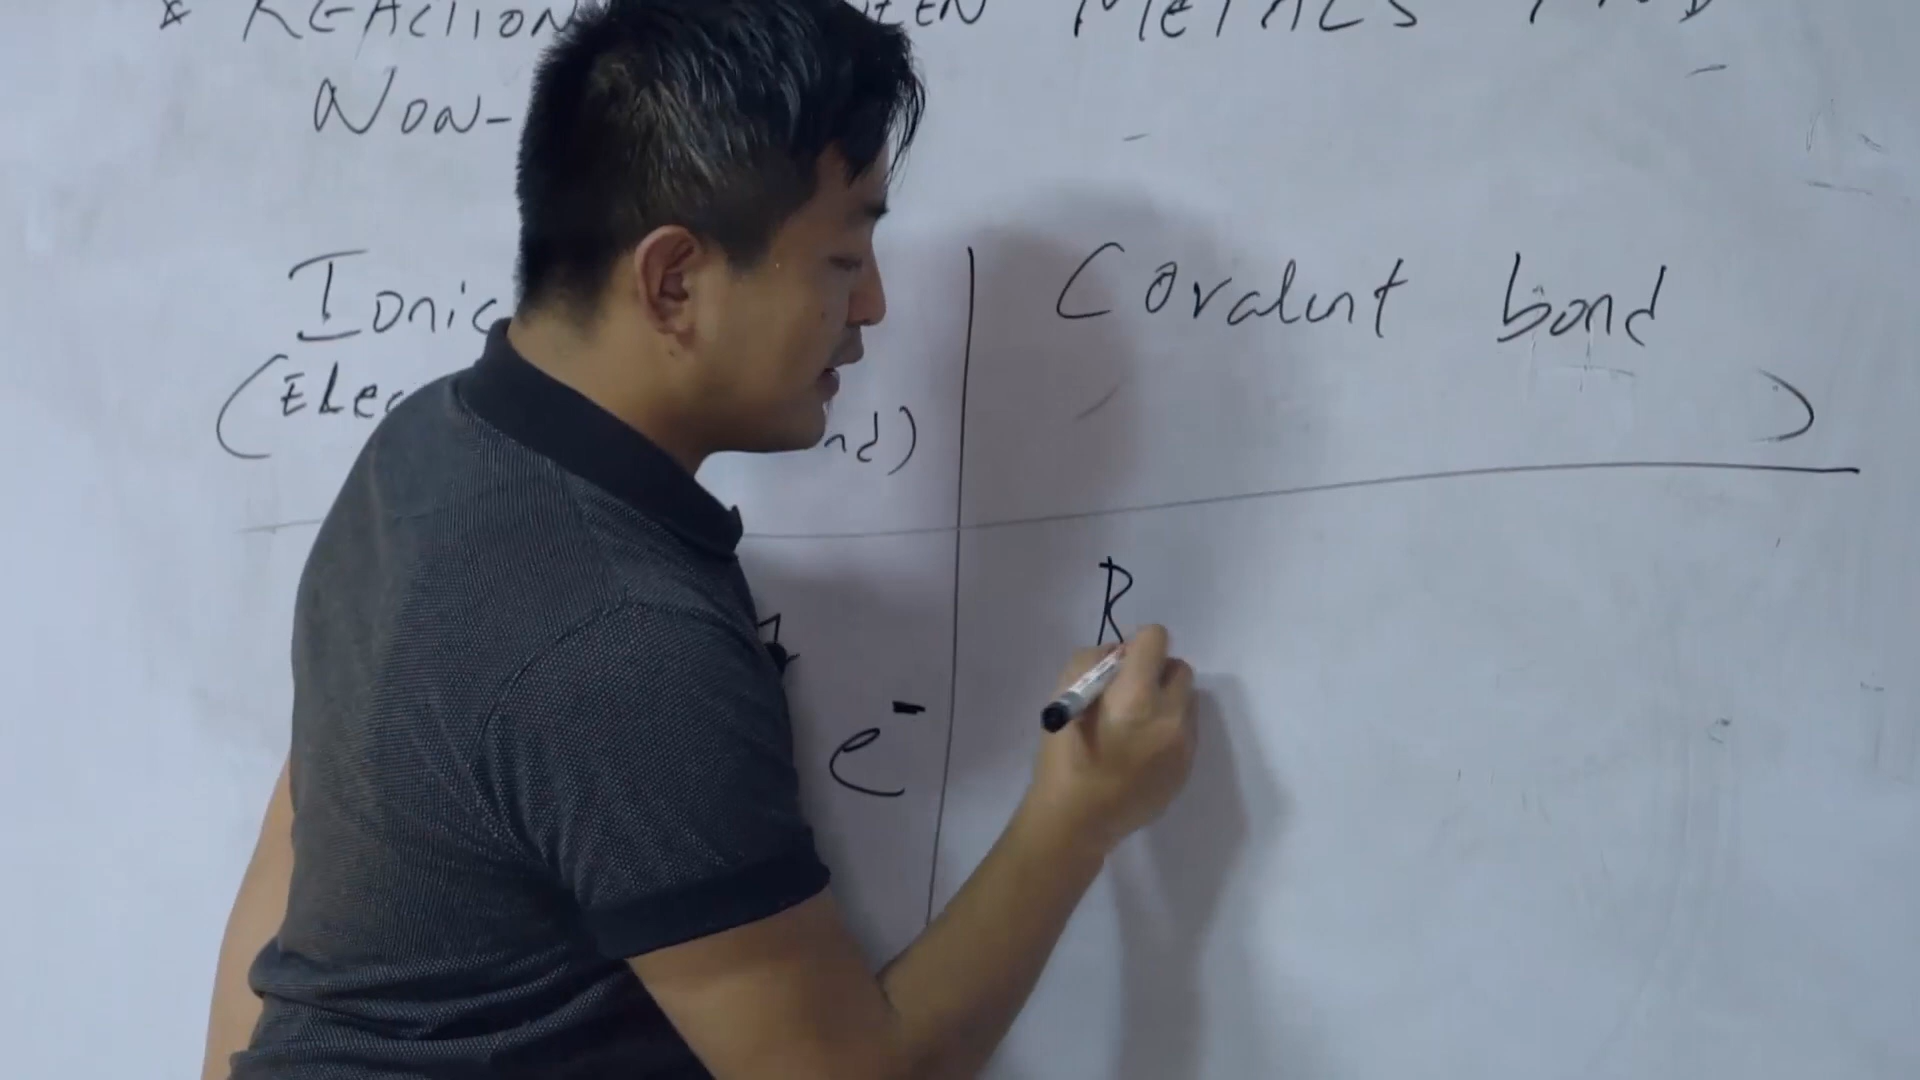 * REACTION METALS AND
NON-
Ionic
(Elec nd)
Covalent bond
( )
R
e-